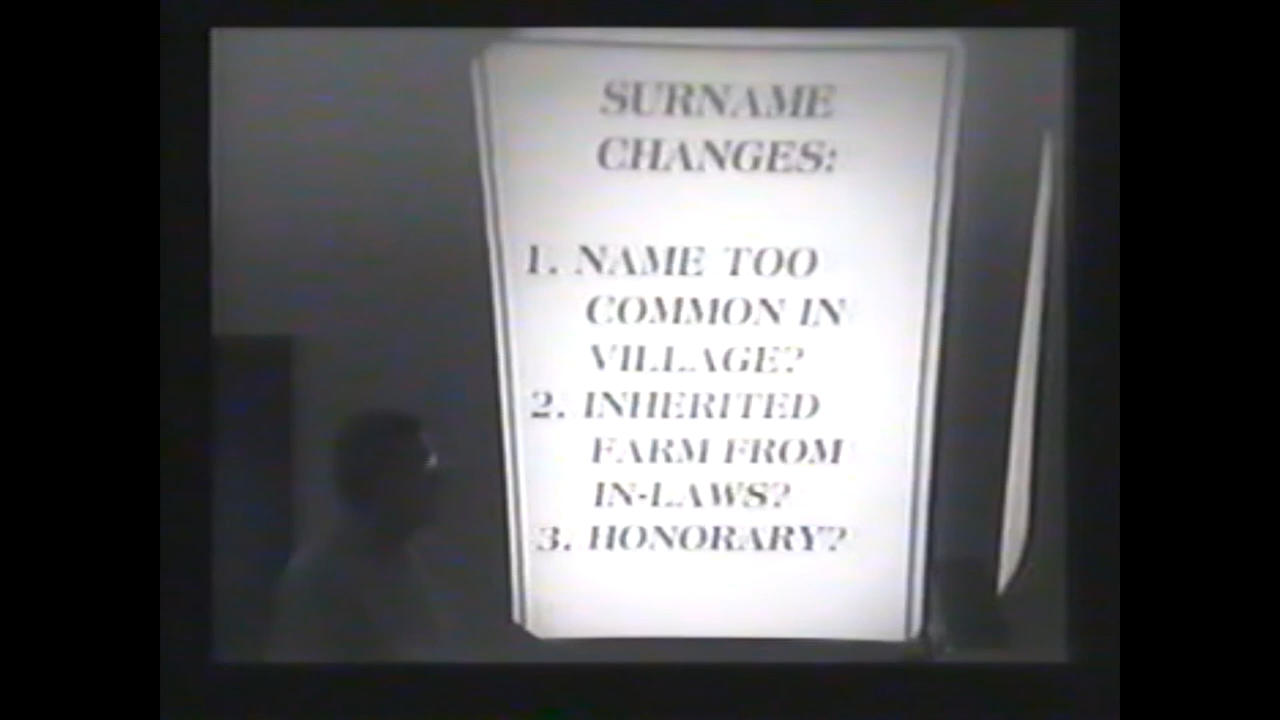 SURNAME
CHANGES:
1. NAME TOO
COMMON IN
VILLAGE?
2. INHERITED
FARM FROM
IN-LAWS?
3. HONORARY?